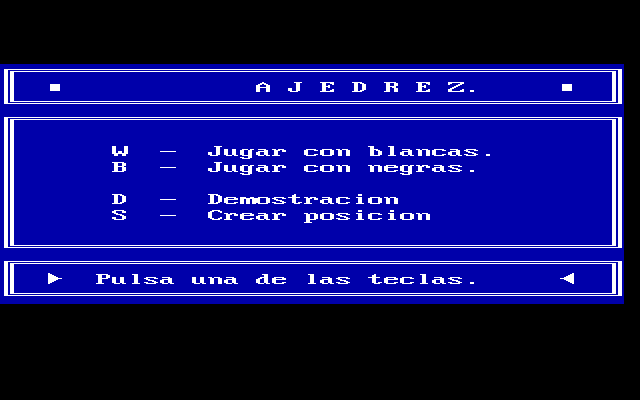 A J E D R E Z.
W – Jugar con blancas.
B – Jugar con negras.
D – Demostracion
S – Crear posicion
Pulsa una de las teclas.